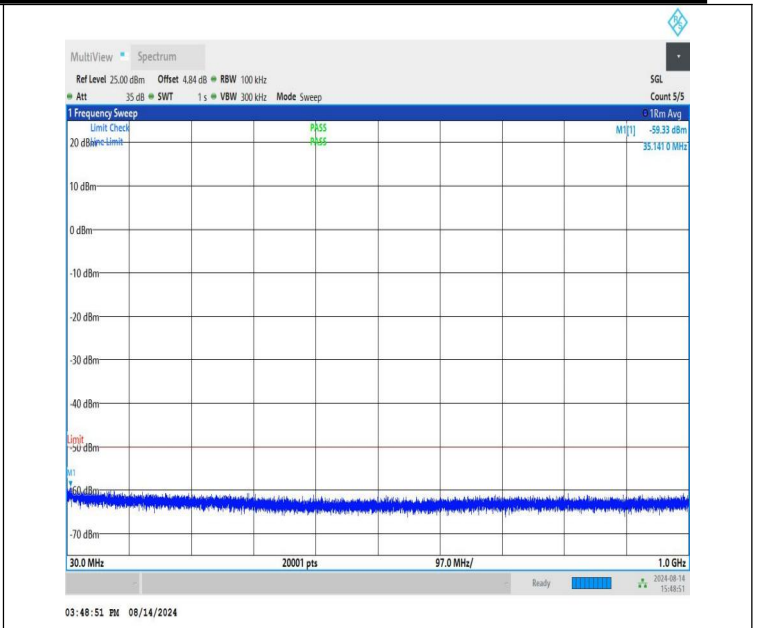 MultiView Spectrum
Ref Level 25.00 dBm Offset 4.84 dB RBW 100 kHz SGL
Att 35 dB SWT 1 s VBW 300 kHz Mode Sweep Count 5/5
1 Frequency Sweep 1Rm Avg
Limit Check PASS M1[1] -59.33 dBm
20 dBm Line Limit PASS 35.141 0 MHz
10 dBm
0 dBm
-10 dBm
-20 dBm
-30 dBm
-40 dBm
Limit
-50 dBm
M1
-60 dBm
-70 dBm
30.0 MHz 20001 pts 97.0 MHz/ 1.0 GHz
Ready 2024-08-14
15:48:51
03:48:51 PM 08/14/2024